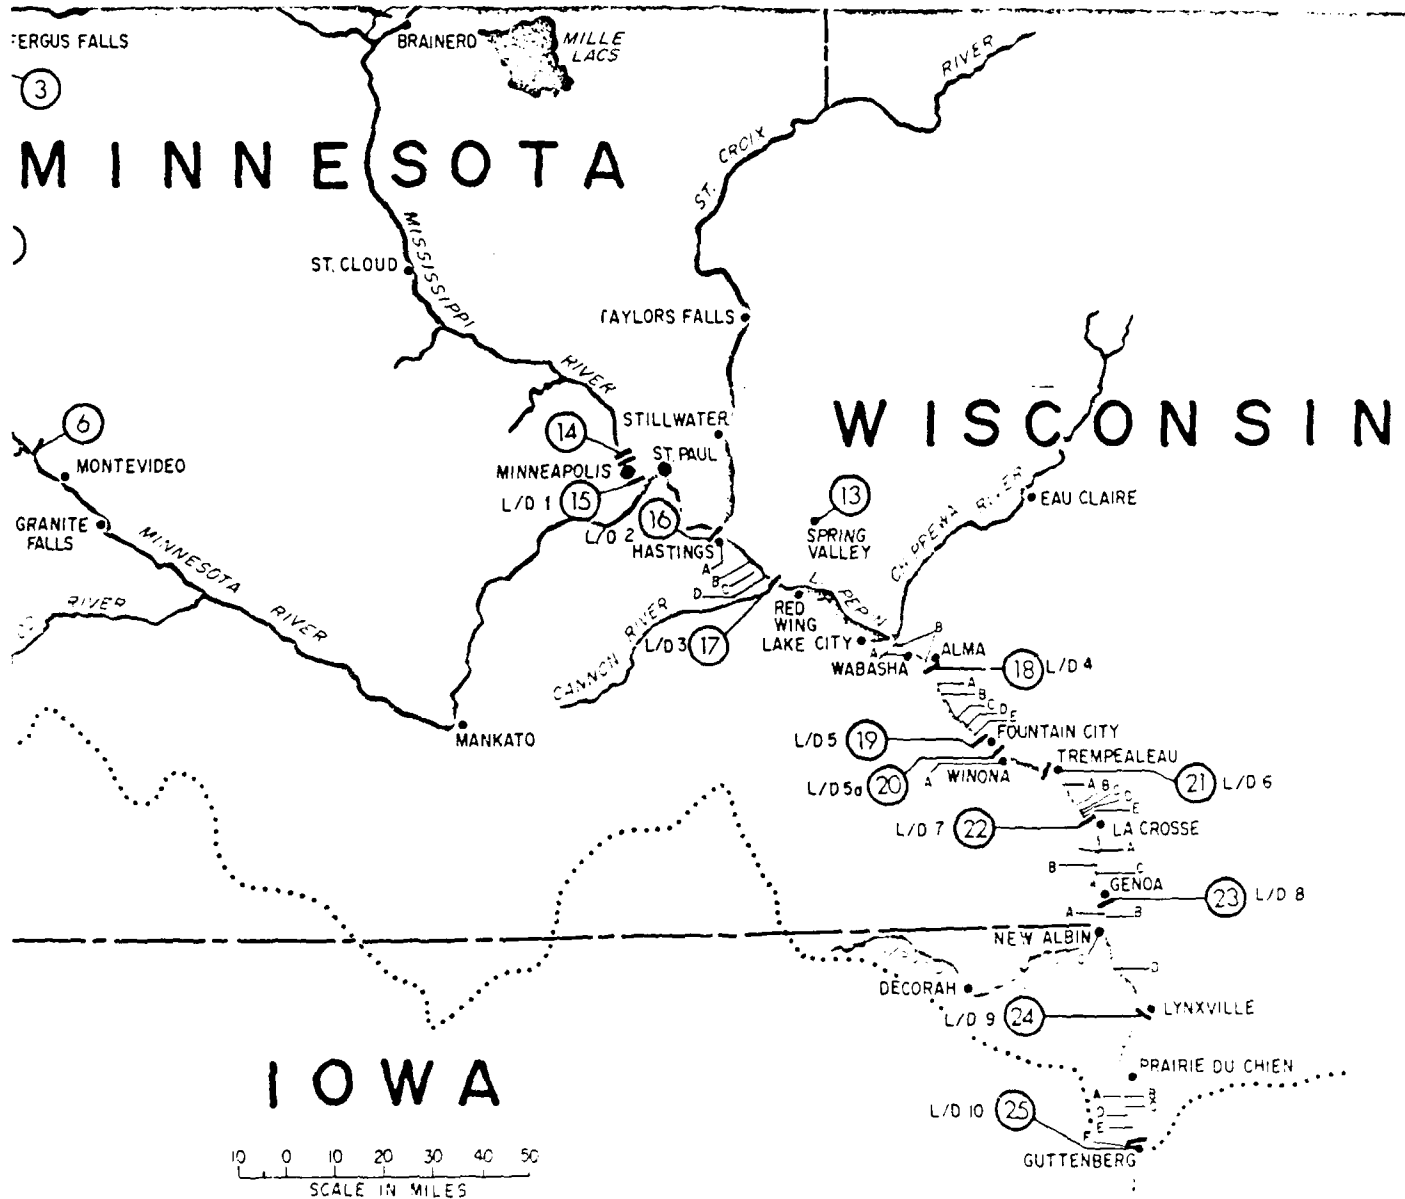 FERGUS FALLS
BRAINERD
MILLE
LACS
RIVER
3
MINNESOTA
ST. CROIX
MISSISSIPPI
ST. CLOUD
TAYLORS FALLS
RIVER
WISCONSIN
6
14
STILLWATER
MONTEVIDEO
MINNEAPOLIS
ST. PAUL
L/D 1 15
13
SPRING
VALLEY
CHIPPEWA RIVER
EAU CLAIRE
GRANITE
FALLS
MINNESOTA RIVER
L/D 2 16
HASTINGS
A
B
C
D
RIVER
L. PEPIN
RED
WING
CANNON RIVER
L/D 3 17
LAKE CITY
A
B
WABASHA
ALMA
18 L/D 4
A
B
C D E
MANKATO
L/D 5 19
FOUNTAIN CITY
L/D 5a 20
A
WINONA
TREMPEALEAU
21 L/D 6
A B C D
E
L/D 7 22
LA CROSSE
A
B
C
GENOA
23 L/D 8
A
B
NEW ALBIN
C
D
DECORAH
L/D 9 24
LYNXVILLE
IOWA
PRAIRIE DU CHIEN
L/D 10 25
A
B
C
D
E
F
GUTTENBERG
10 0 10 20 30 40 50
SCALE IN MILES